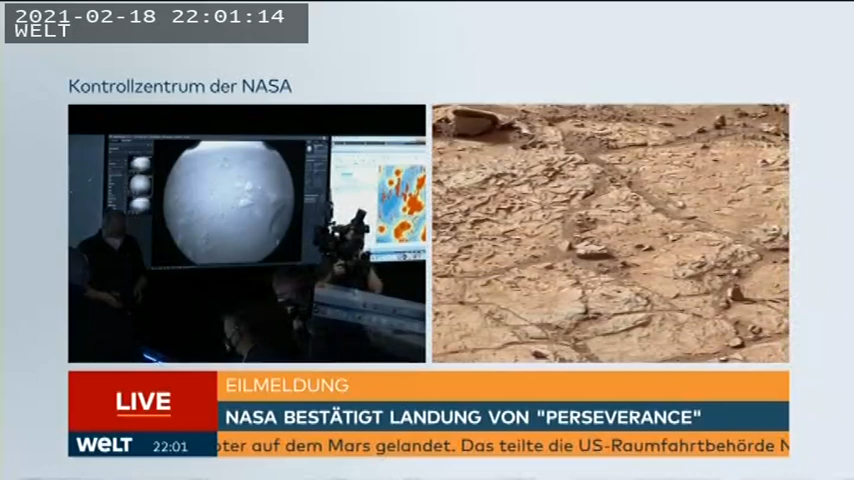 2021-02-18 22:01:14
WELT
Kontrollzentrum der NASA
EILMELDUNG
LIVE
NASA BESTÄTIGT LANDUNG VON "PERSEVERANCE"
welt 22:01
oter auf dem Mars gelandet. Das teilte die US-Raumfahrtbehörde N